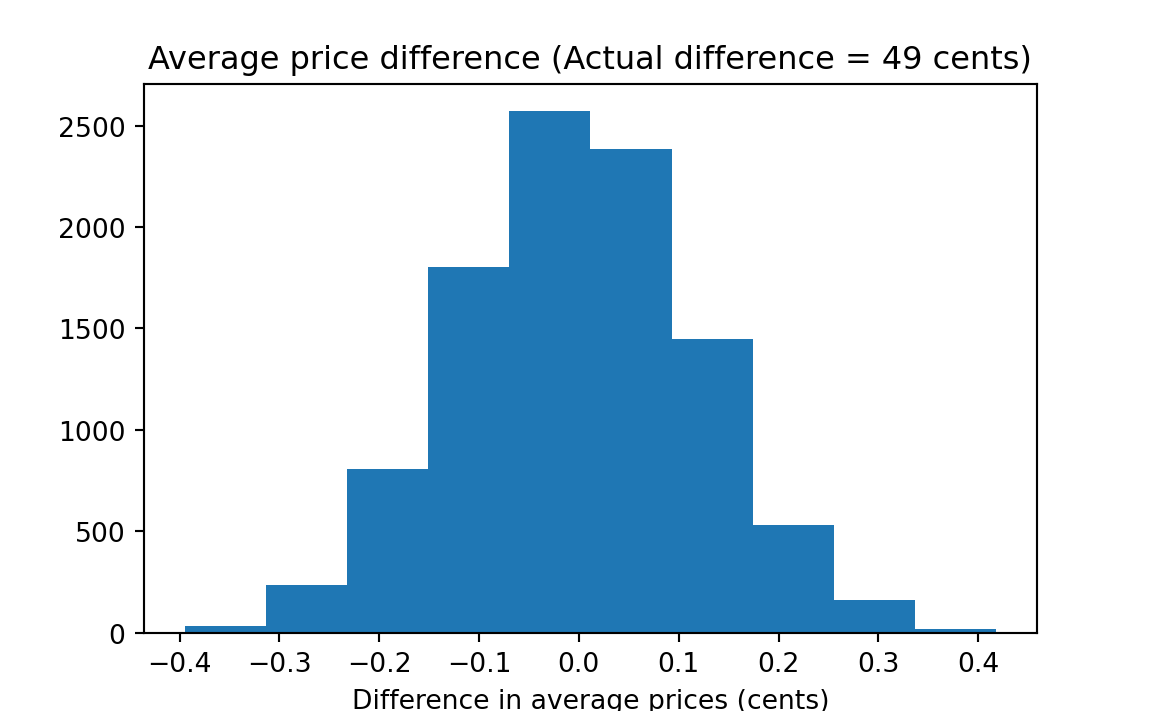 Average price difference (Actual difference = 49 cents)
2500
2000
1500
1000
500
0
−0.4 −0.3 −0.2 −0.1 0.0 0.1 0.2 0.3 0.4
Difference in average prices (cents)